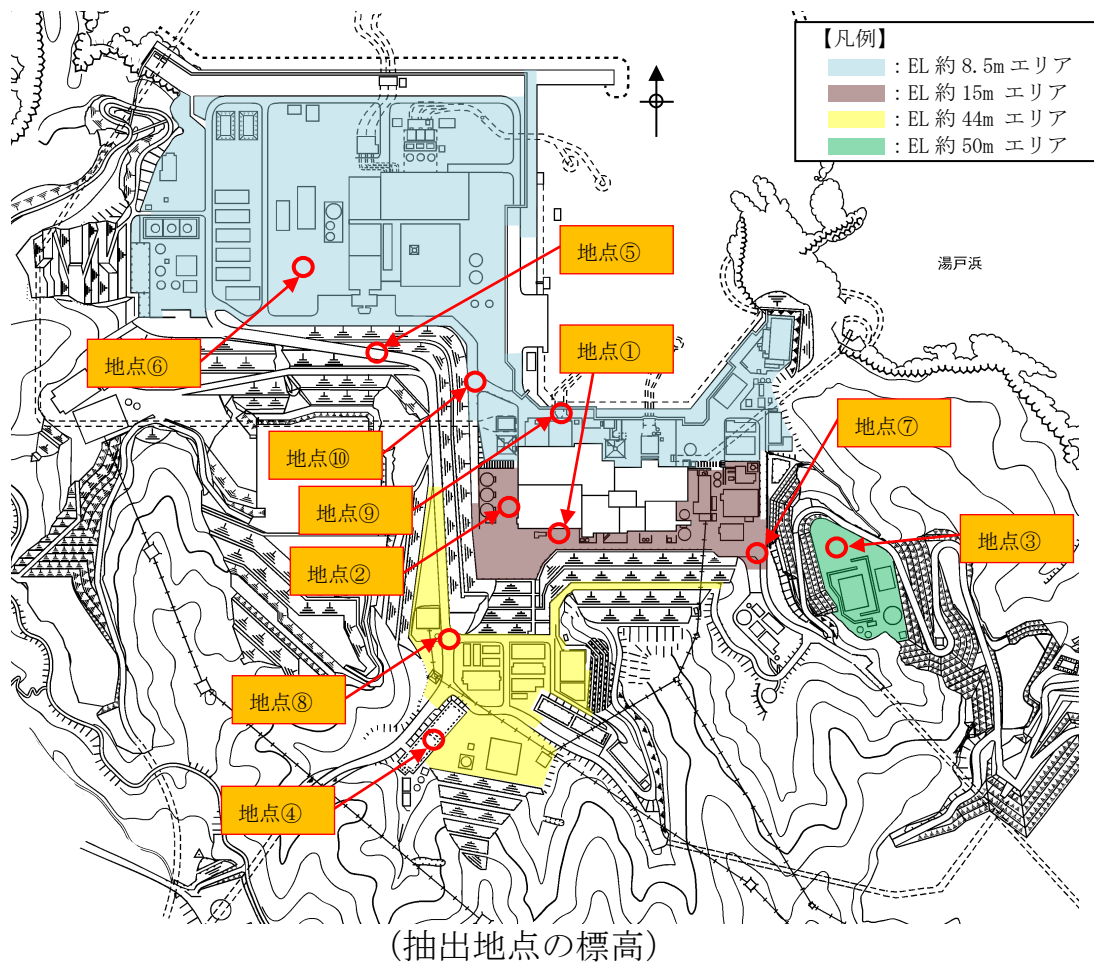 【凡例】
：EL 約 8.5m エリア
：EL 約 15m エリア
：EL 約 44m エリア
：EL 約 50m エリア
地点⑤
湯戸浜
地点⑥
地点①
地点⑦
地点⑩
地点⑨
地点③
地点②
地点⑧
地点④
(抽出地点の標高)